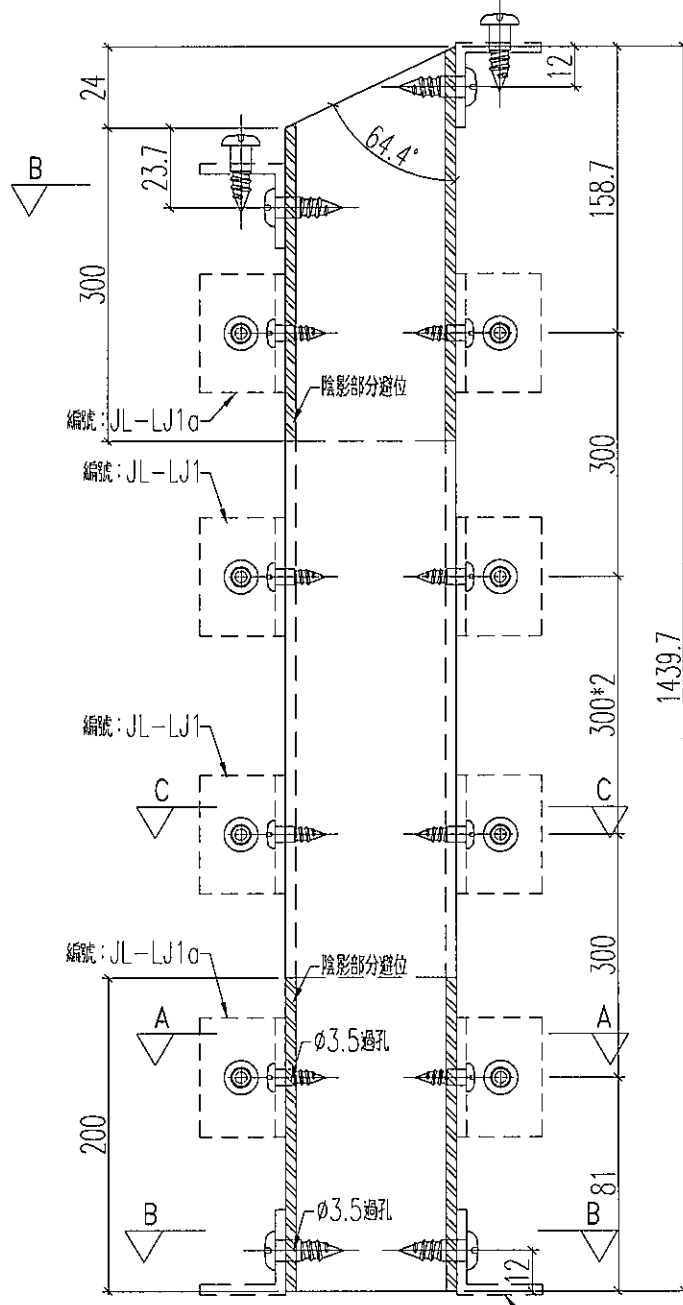 24
12
64.4°
B
23.7
158.7
300
陰影部分避位
編號：JL-LJ1a
300
編號：JL-LJ1
1439.7
300*2
編號：JL-LJ1
C
C
編號：JL-LJ1a
陰影部分避位
300
A
A
Ø3.5過孔
200
81
Ø3.5過孔
B
B
12